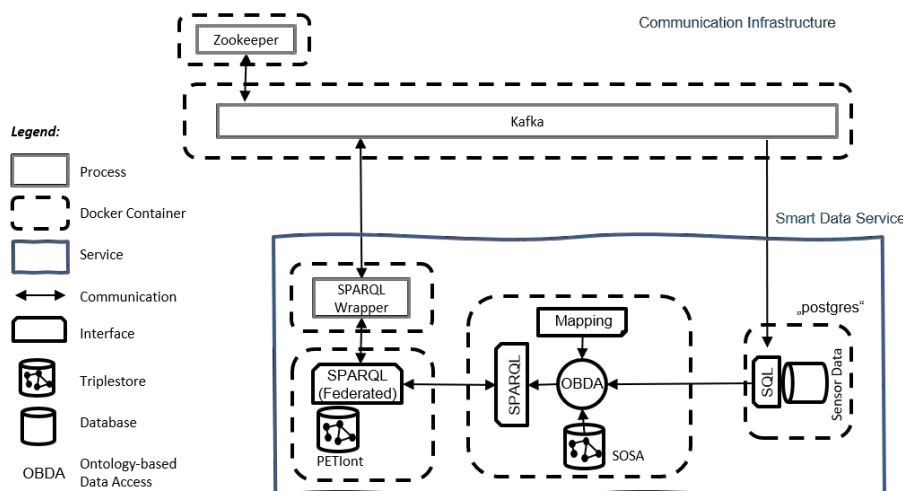 Communication Infrastructure
Zookeeper
Kafka
Legend:
Process
Docker Container
Service
Communication
Interface
Triplestore
Database
OBDA
Ontology-based
Data Access
Smart Data Service
SPARQL
Wrapper
SPARQL
(Federated)
PETIont
SPARQL
Mapping
OBDA
SOSA
„postgres“
SQL
Sensor Data